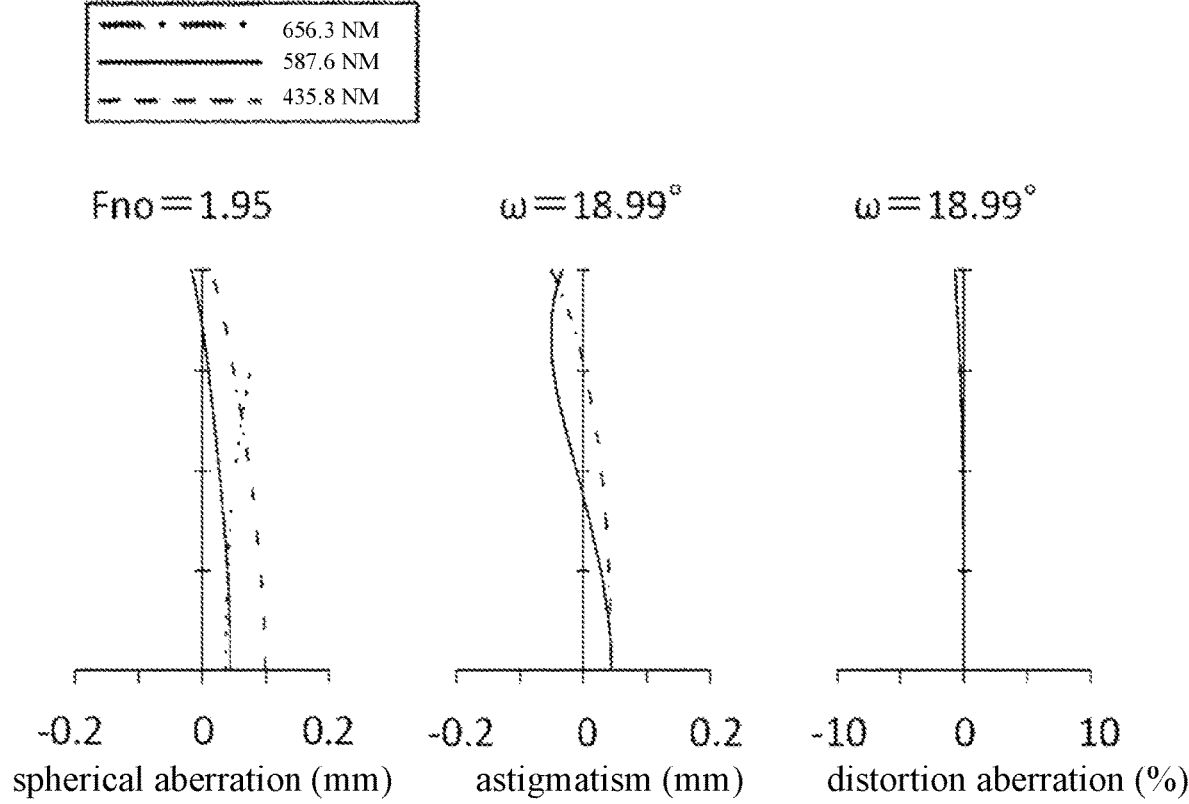 656.3 NM
587.6 NM
435.8 NM
Fno=1.95
ω=18.99°
ω=18.99°
-0.2 0 0.2
-0.2 0 0.2
-10 0 10
spherical aberration (mm)
astigmatism (mm)
distortion aberration (%)